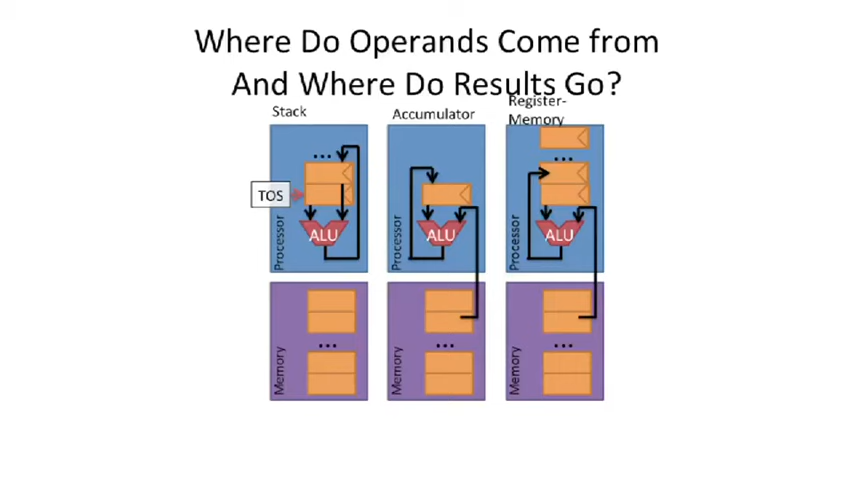 Where Do Operands Come from
And Where Do Results Go?
Stack
Accumulator
Register-
Memory
...
...
TOS
ALU
ALU
ALU
Processor
Processor
Processor
...
...
...
Memory
Memory
Memory